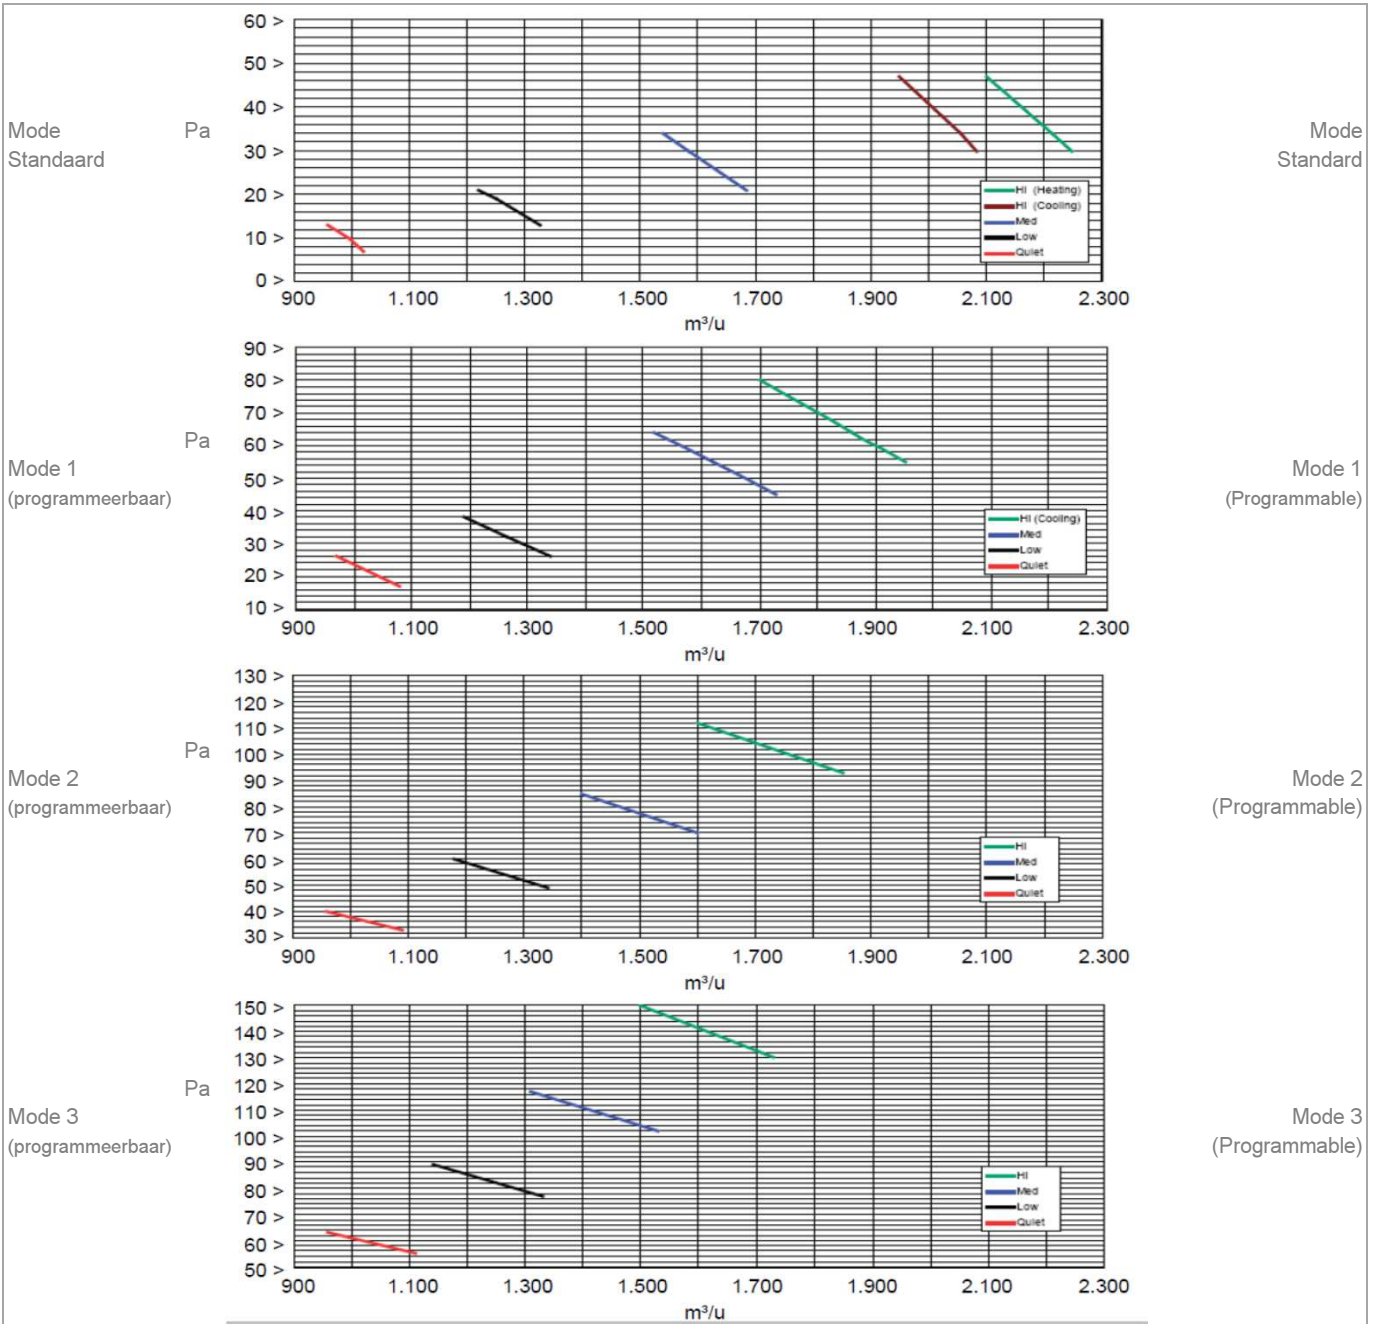 Mode
Standaard
Pa
60 >
50 >
40 >
30 >
20 >
10 >
0 >
HI (Heating)
HI (Cooling)
Med
Low
Quiet
900 1.100 1.300 1.500 1.700 1.900 2.100 2.300
m³/u
Mode
Standard
Mode 1
(programmeerbaar)
Pa
90 >
80 >
70 >
60 >
50 >
40 >
30 >
20 >
10 >
HI (Cooling)
Med
Low
Quiet
900 1.100 1.300 1.500 1.700 1.900 2.100 2.300
m³/u
Mode 1
(Programmable)
Mode 2
(programmeerbaar)
Pa
130 >
120 >
110 >
100 >
90 >
80 >
70 >
60 >
50 >
40 >
30 >
HI
Med
Low
Quiet
900 1.100 1.300 1.500 1.700 1.900 2.100 2.300
m³/u
Mode 2
(Programmable)
Mode 3
(programmeerbaar)
Pa
150 >
140 >
130 >
120 >
110 >
100 >
90 >
80 >
70 >
60 >
50 >
HI
Med
Low
Quiet
900 1.100 1.300 1.500 1.700 1.900 2.100 2.300
m³/u
Mode 3
(Programmable)